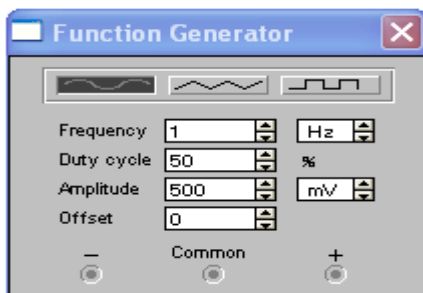 Function Generator
Frequency 1 Hz
Duty cycle 50 %
Amplitude 500 mV
Offset 0
− Common +